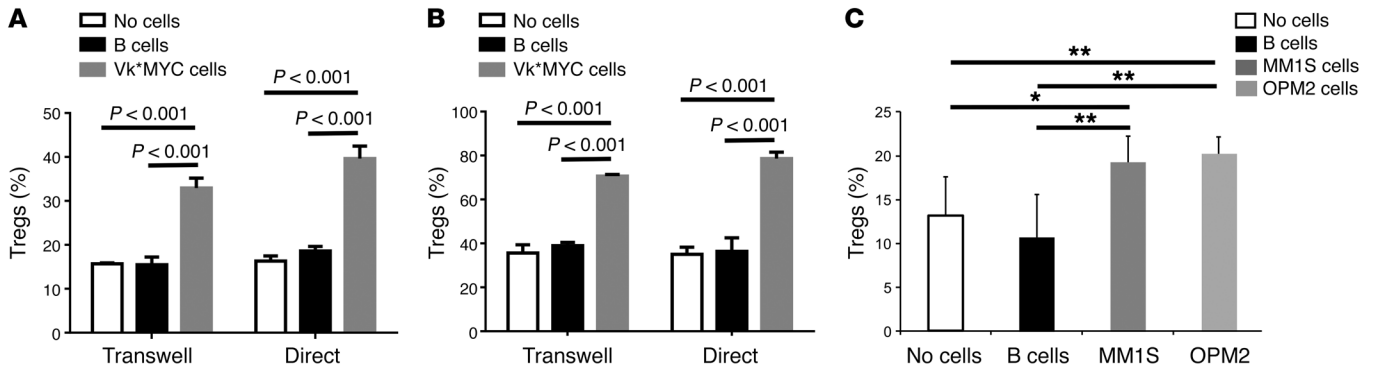 A
No cells
B cells
Vk*MYC cells
P < 0.001
P < 0.001
P < 0.001
P < 0.001
Tregs (%)
50
40
30
20
10
0
Transwell
Direct
B
No cells
B cells
Vk*MYC cells
P < 0.001
P < 0.001
P < 0.001
P < 0.001
Tregs (%)
100
80
60
40
20
0
Transwell
Direct
C
No cells
B cells
MM1S cells
OPM2 cells
**
**
*
**
Tregs (%)
25
20
15
10
5
0
No cells
B cells
MM1S
OPM2